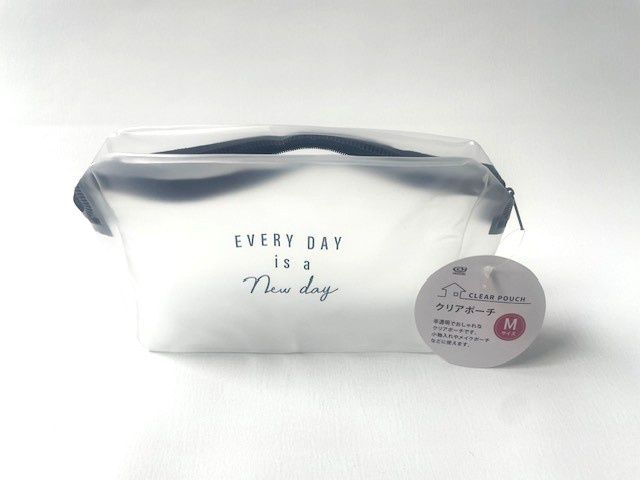 EVERY DAY
is a
New day
CLEAR POUCH
クリアポーチ
半透明でおしゃれな
クリアポーチです。
小物入れやメイクポーチ
などに使えます。
M
サイズ